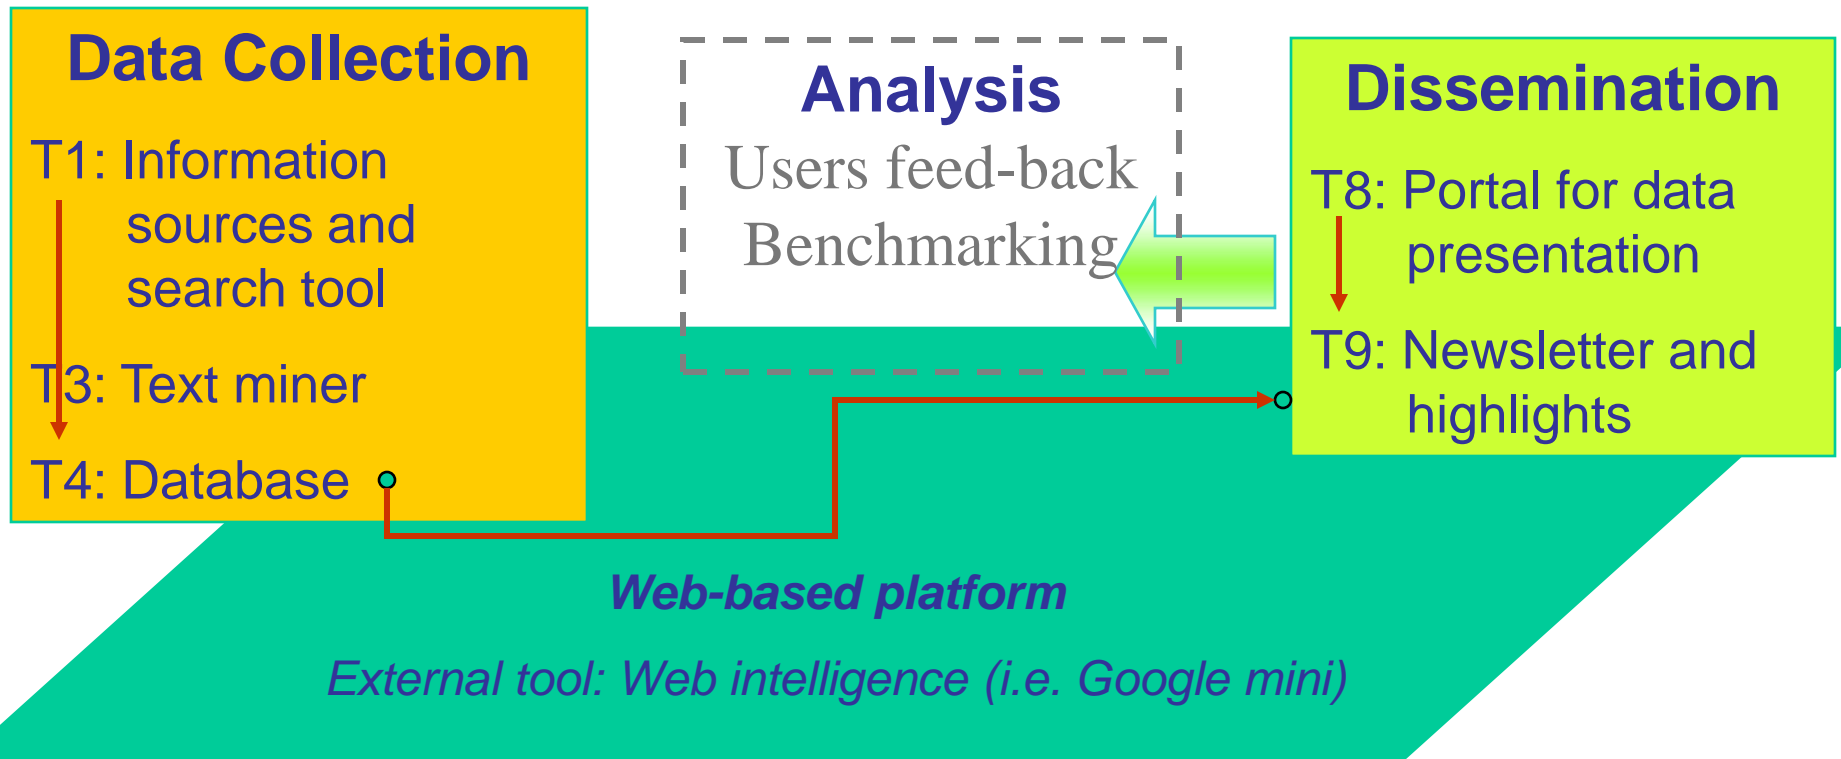 Data Collection
T1: Information
sources and
search tool
T3: Text miner
T4: Database
Analysis
Users feed-back
Benchmarking
Dissemination
T8: Portal for data
presentation
T9: Newsletter and
highlights
Web-based platform
External tool: Web intelligence (i.e. Google mini)